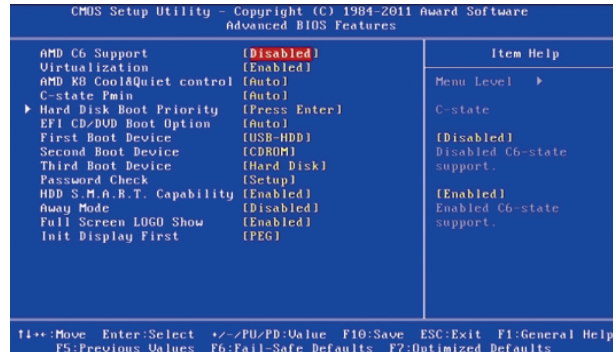 CMOS Setup Utility - Copyright (C) 1984-2011 Award Software
Advanced BIOS Features
AMD C6 Support [Disabled]
Virtualization [Enabled]
AMD K8 Cool&Quiet control [Auto]
C-state Pmin [Auto]
▶ Hard Disk Boot Priority [Press Enter]
EFI CD/DVD Boot Option [Auto]
First Boot Device [USB-HDD]
Second Boot Device [CDROM]
Third Boot Device [Hard Disk]
Password Check [Setup]
HDD S.M.A.R.T. Capability [Enabled]
Away Mode [Disabled]
Full Screen LOGO Show [Enabled]
Init Display First [PEG]
Item Help
Menu Level ▶
C-state
[Disabled]
Disabled C6-state
support.
[Enabled]
Enabled C6-state
support.
↑↓→←:Move Enter:Select +/-/PU/PD:Value F10:Save ESC:Exit F1:General Help
F5:Previous Values F6:Fail-Safe Defaults F7:Optimized Defaults